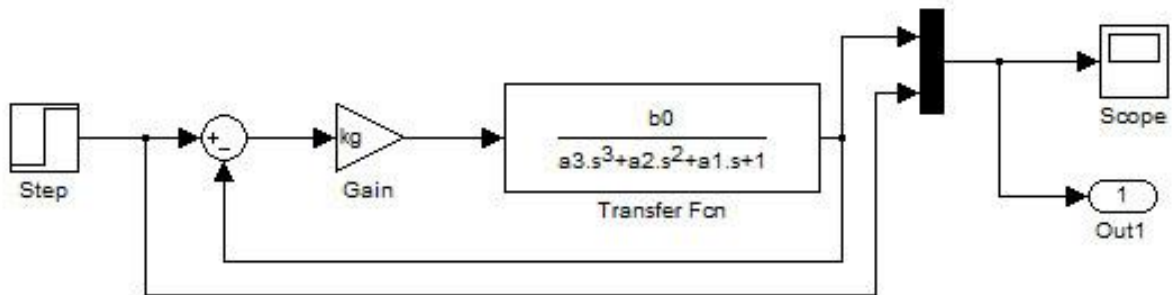 Step
+
−
kg
Gain
b0
a3.s³+a2.s²+a1.s+1
Transfer Fcn
Scope
1
Out1